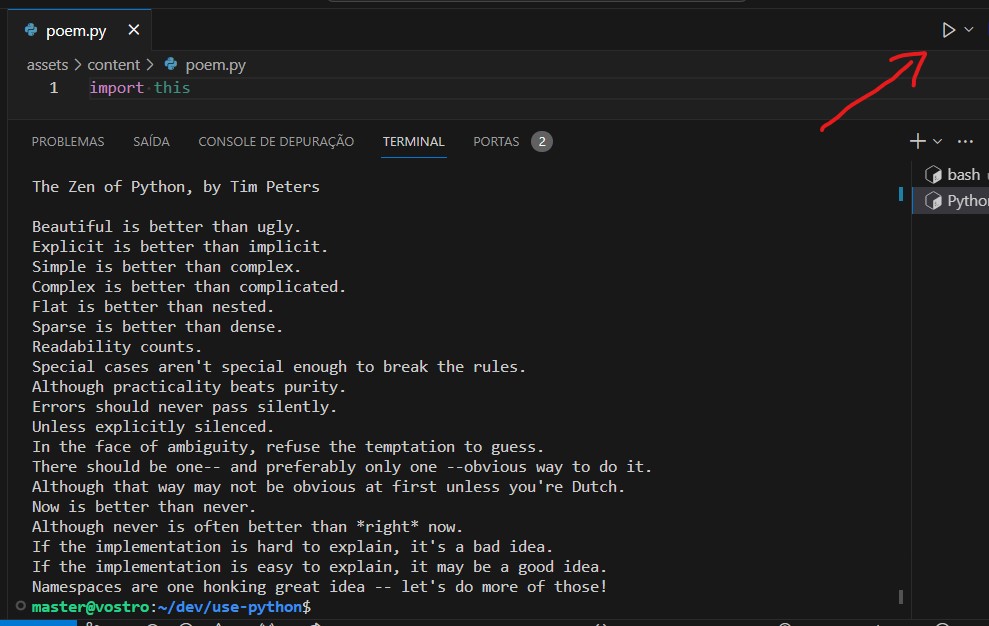 poem.py
assets > content > poem.py
1 import this
PROBLEMAS SAÍDA CONSOLE DE DEPURAÇÃO TERMINAL PORTAS 2
bash
Python
The Zen of Python, by Tim Peters
Beautiful is better than ugly.
Explicit is better than implicit.
Simple is better than complex.
Complex is better than complicated.
Flat is better than nested.
Sparse is better than dense.
Readability counts.
Special cases aren't special enough to break the rules.
Although practicality beats purity.
Errors should never pass silently.
Unless explicitly silenced.
In the face of ambiguity, refuse the temptation to guess.
There should be one-- and preferably only one --obvious way to do it.
Although that way may not be obvious at first unless you're Dutch.
Now is better than never.
Although never is often better than *right* now.
If the implementation is hard to explain, it's a bad idea.
If the implementation is easy to explain, it may be a good idea.
Namespaces are one honking great idea -- let's do more of those!
master@vostro:~/dev/use-python$